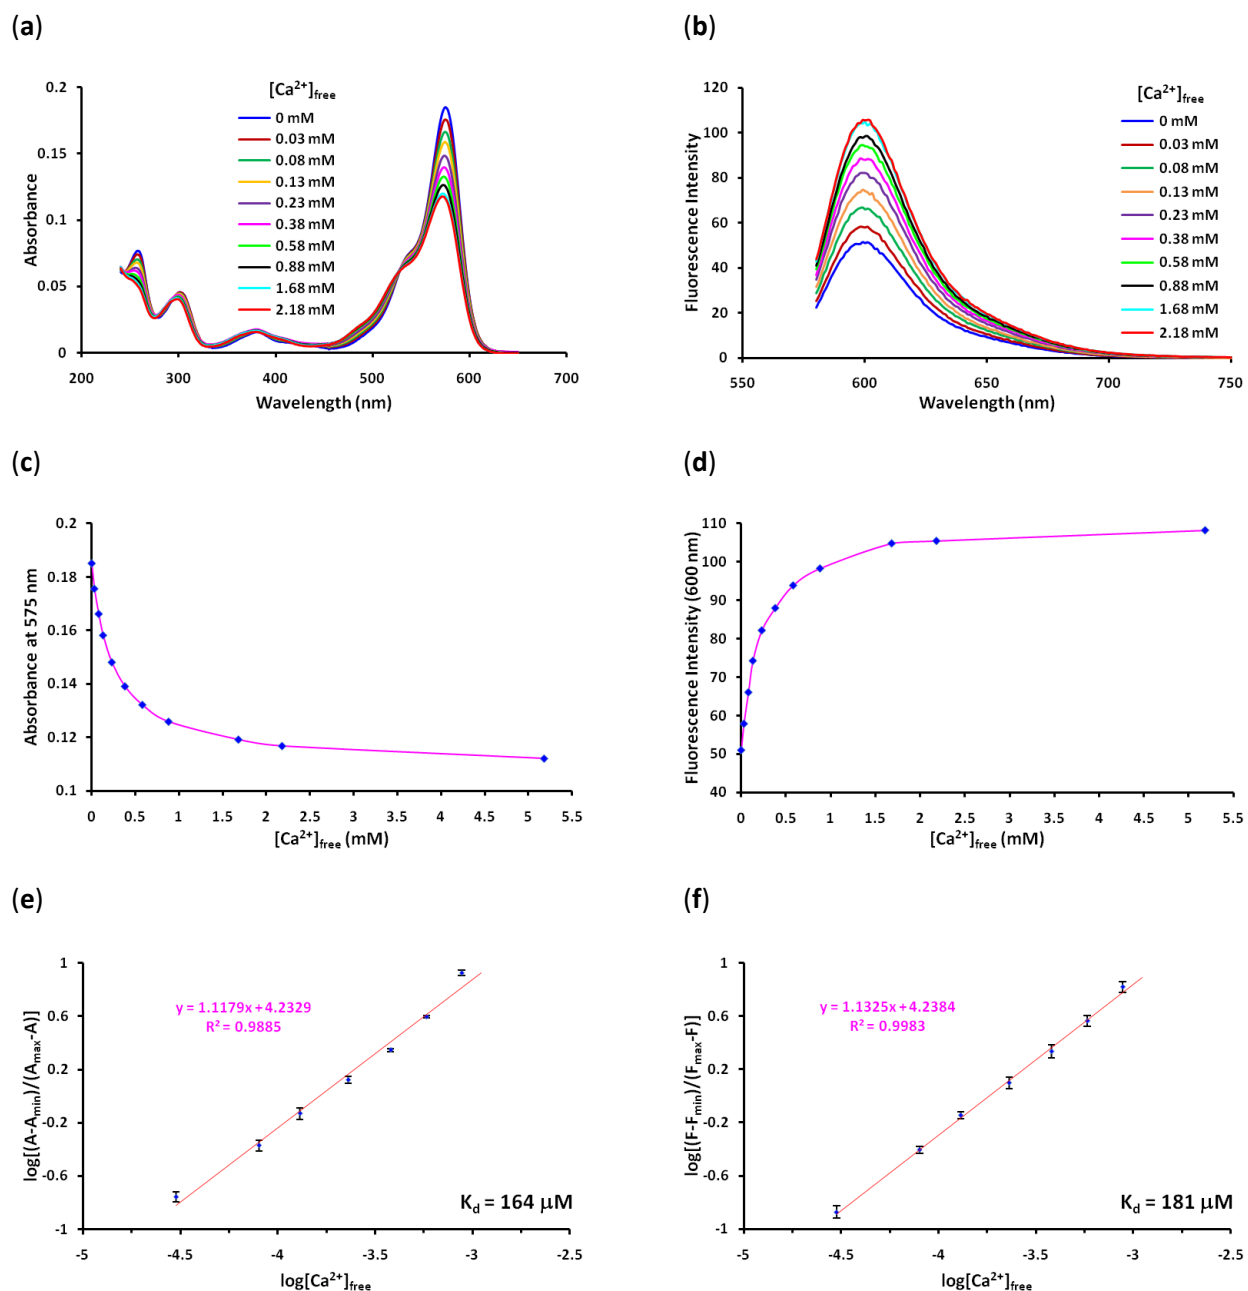 (a)
[Ca²⁺]free
0 mM
0.03 mM
0.08 mM
0.13 mM
0.23 mM
0.38 mM
0.58 mM
0.88 mM
1.68 mM
2.18 mM
0.2
0.15
0.1
0.05
0
Absorbance
200 300 400 500 600 700
Wavelength (nm)
(b)
[Ca²⁺]free
0 mM
0.03 mM
0.08 mM
0.13 mM
0.23 mM
0.38 mM
0.58 mM
0.88 mM
1.68 mM
2.18 mM
120
100
80
60
40
20
0
Fluorescence Intensity
550 600 650 700 750
Wavelength (nm)
(c)
0.2
0.18
0.16
0.14
0.12
0.1
Absorbance at 575 nm
0 0.5 1 1.5 2 2.5 3 3.5 4 4.5 5 5.5
[Ca²⁺]free (mM)
(d)
110
100
90
80
70
60
50
40
Fluorescence Intensity (600 nm)
0 0.5 1 1.5 2 2.5 3 3.5 4 4.5 5 5.5
[Ca²⁺]free (mM)
(e)
1
0.6
0.2
-0.2
-0.6
-1
log[(A-Amin)/(Amax-A)]
y = 1.1179x + 4.2329
R² = 0.9885
Kd = 164 μM
-5 -4.5 -4 -3.5 -3 -2.5
log[Ca²⁺]free
(f)
1
0.6
0.2
-0.2
-0.6
-1
log[(F-Fmin)/(Fmax-F)]
y = 1.1325x + 4.2384
R² = 0.9983
Kd = 181 μM
-5 -4.5 -4 -3.5 -3 -2.5
log[Ca²⁺]free